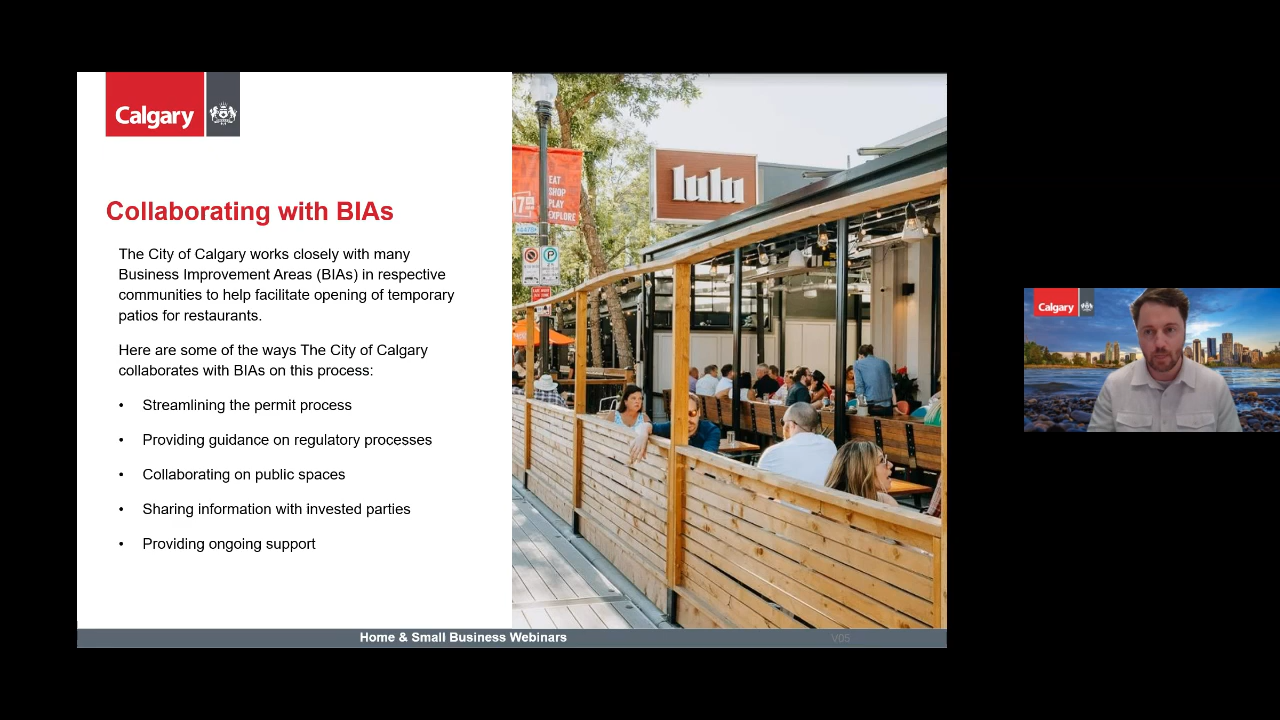 Calgary
Collaborating with BIAs
The City of Calgary works closely with many
Business Improvement Areas (BIAs) in respective
communities to help facilitate opening of temporary
patios for restaurants.
Here are some of the ways The City of Calgary
collaborates with BIAs on this process:
• Streamlining the permit process
• Providing guidance on regulatory processes
• Collaborating on public spaces
• Sharing information with invested parties
• Providing ongoing support
lulu
EAT
SHOP
PLAY
EXPLORE
17
P
Home & Small Business Webinars
V05
Calgary